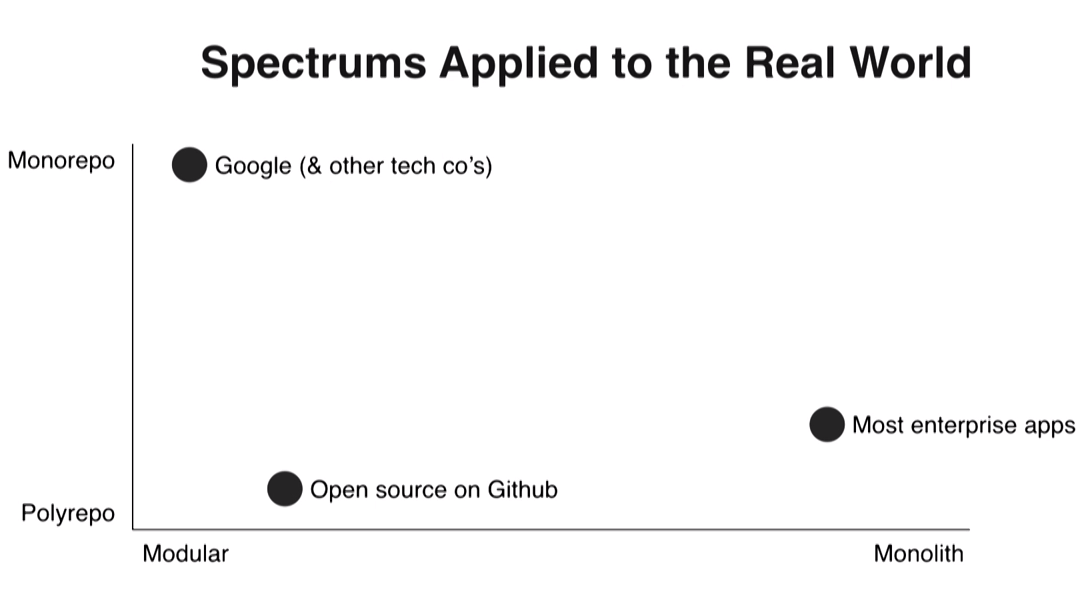 Spectrums Applied to the Real World
Monorepo
Google (& other tech co’s)
Most enterprise apps
Open source on Github
Polyrepo
Modular
Monolith